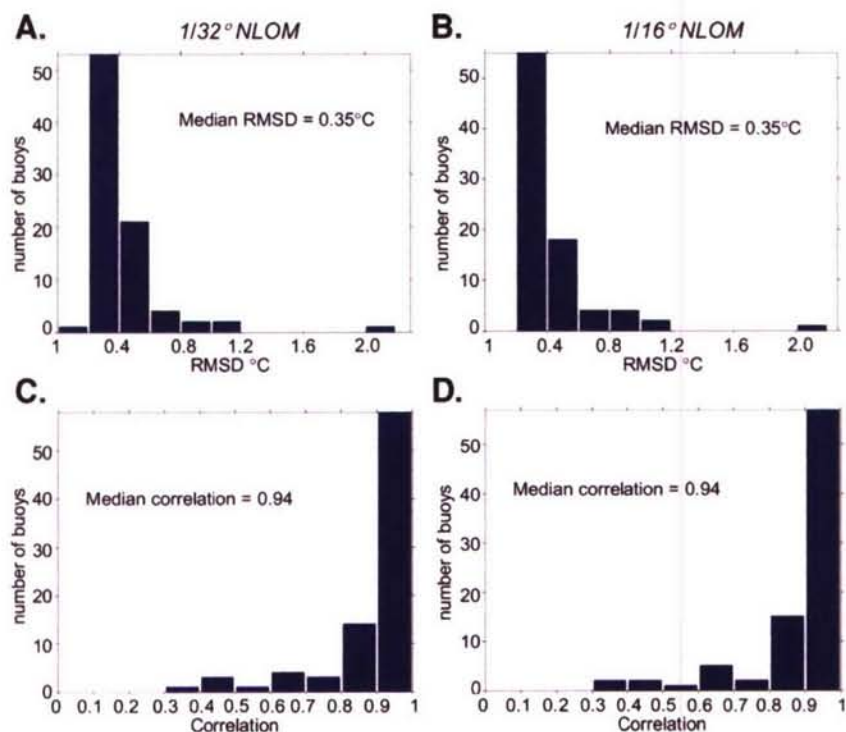 A.
1/32° NLOM
50
40
30
20
10
0
number of buoys
Median RMSD = 0.35°C
1 0.4 0.8 1.2 1.6 2.0
RMSD °C
B.
1/16° NLOM
50
40
30
20
10
0
number of buoys
Median RMSD = 0.35°C
1 0.4 0.8 1.2 1.6 2.0
RMSD °C
C.
50
40
30
20
10
0
number of buoys
Median correlation = 0.94
0 0.1 0.2 0.3 0.4 0.5 0.6 0.7 0.8 0.9 1
Correlation
D.
50
40
30
20
10
0
number of buoys
Median correlation = 0.94
0 0.1 0.2 0.3 0.4 0.5 0.6 0.7 0.8 0.9 1
Correlation